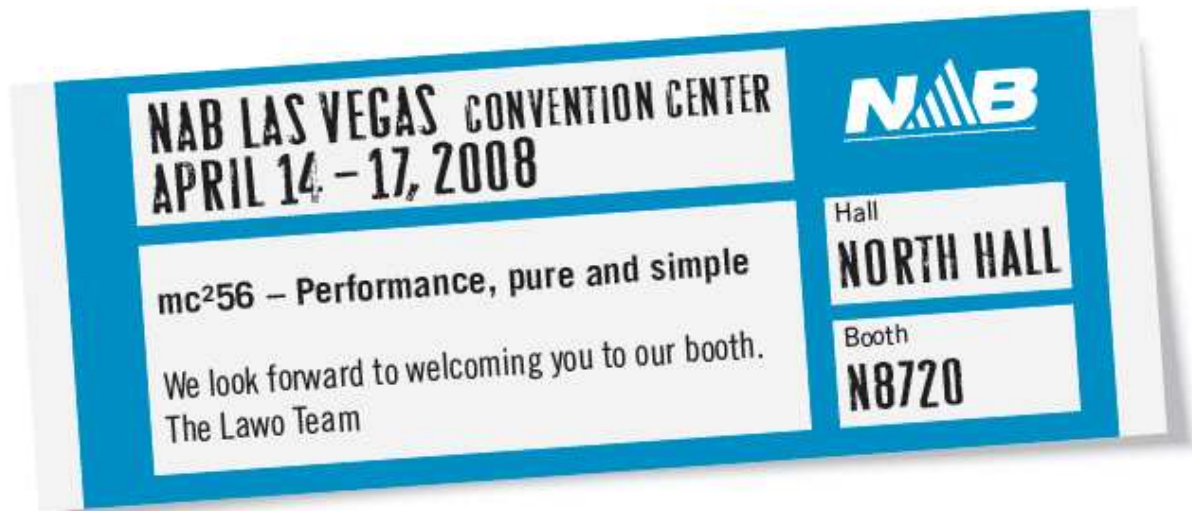 NAB LAS VEGAS CONVENTION CENTER
APRIL 14 – 17, 2008
NAB
mc²56 – Performance, pure and simple
We look forward to welcoming you to our booth.
The Lawo Team
Hall
NORTH HALL
Booth
N8720